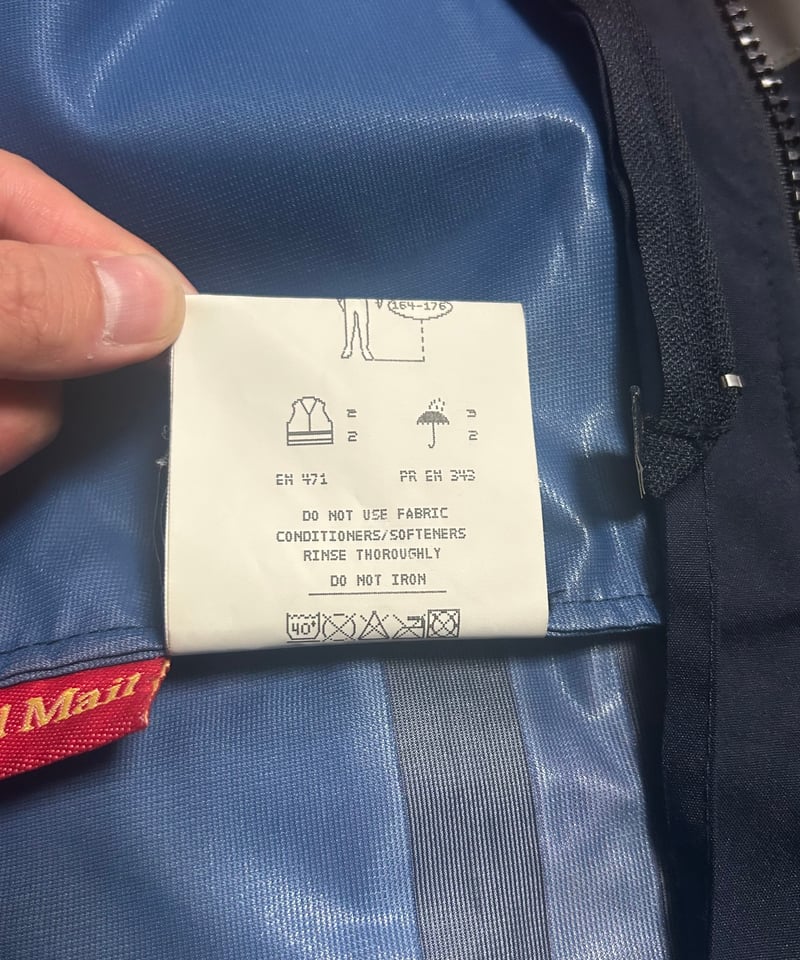 164-176
2
2
3
2
EN 471
PR EN 343
DO NOT USE FABRIC
CONDITIONERS/SOFTENERS
RINSE THOROUGHLY
DO NOT IRON
40°
l Mail